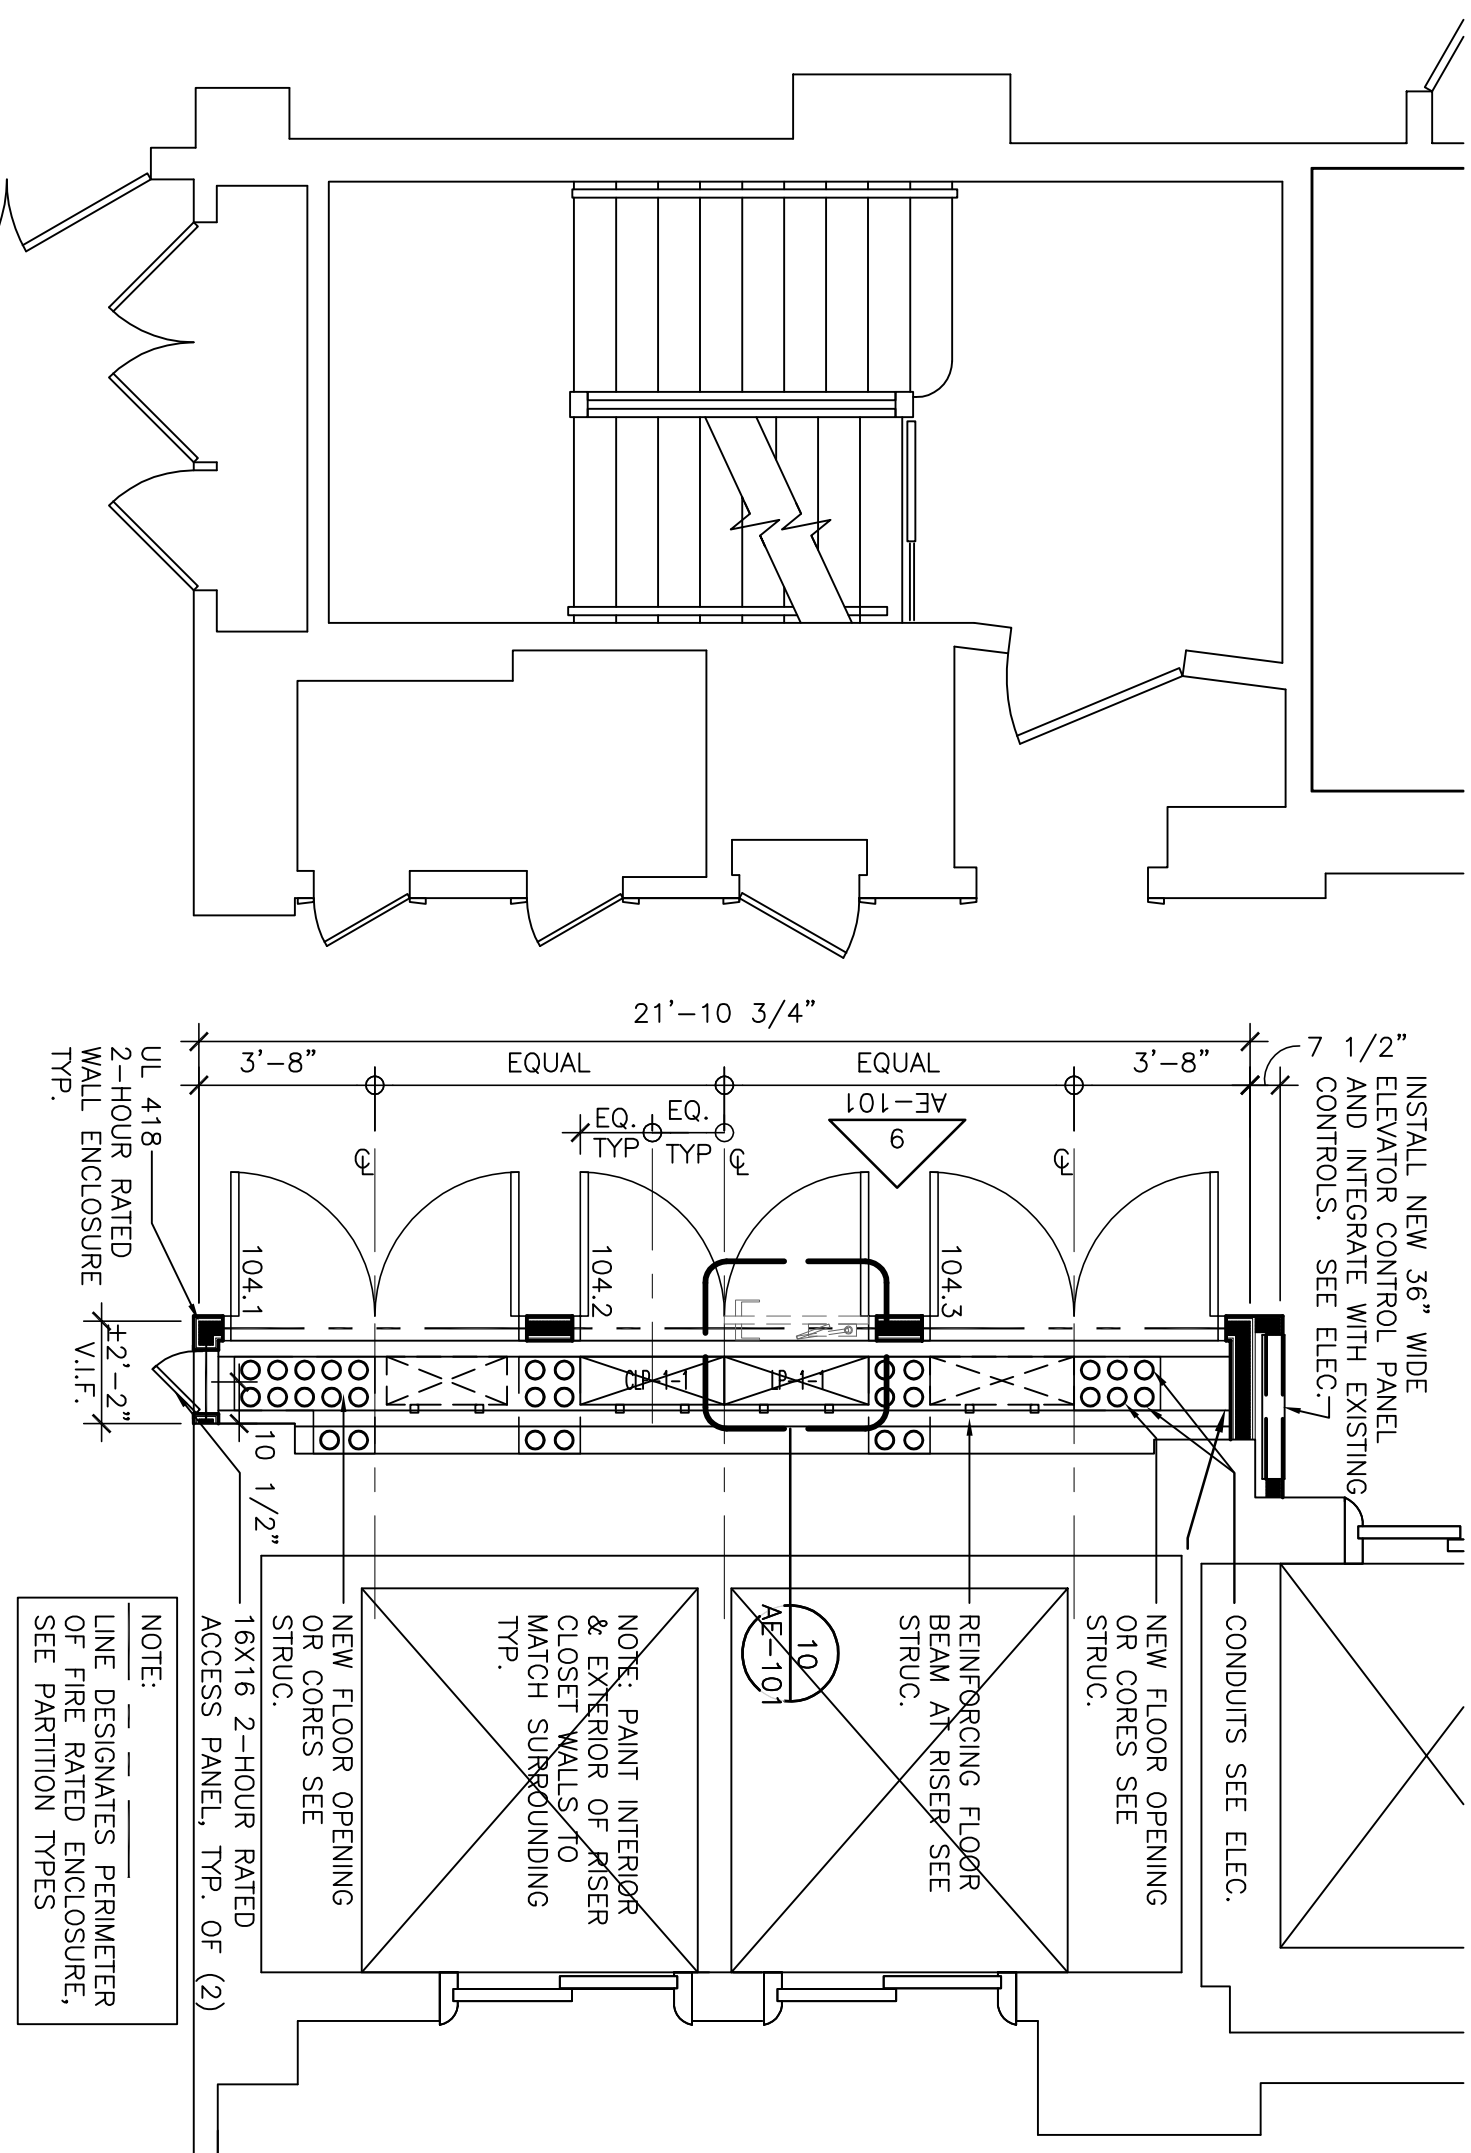 21'-10 3/4"
3'-8"
EQUAL
EQUAL
3'-8"
7 1/2"
INSTALL NEW 36" WIDE
ELEVATOR CONTROL PANEL
AND INTEGRATE WITH EXISTING
CONTROLS. SEE ELEC.
AE-101
9
EQ.
TYP
EQ.
TYP
℄
℄
℄
UL 418
2-HOUR RATED
WALL ENCLOSURE
TYP.
104.1
104.2
104.3
±2'-2"
V.I.F.
CLP-1-1
LP-1-1
10 1/2"
CONDUITS SEE ELEC.
NEW FLOOR OPENING
OR CORES SEE
STRUC.
REINFORCING FLOOR
BEAM AT RISER SEE
STRUC.
10
AE-101
NOTE: PAINT INTERIOR
& EXTERIOR OF RISER
CLOSET WALLS TO
MATCH SURROUNDING
TYP.
NEW FLOOR OPENING
OR CORES SEE
STRUC.
16X16 2-HOUR RATED
ACCESS PANEL, TYP. OF (2)
NOTE:
LINE DESIGNATES PERIMETER
OF FIRE RATED ENCLOSURE,
SEE PARTITION TYPES